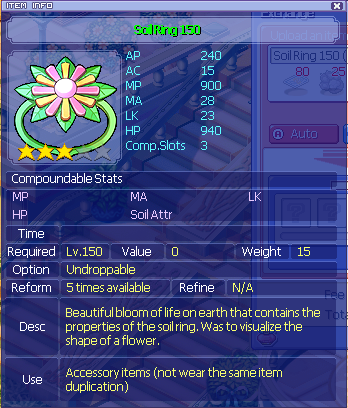 ITEM INFO
Soil Ring 150
AP 240
AC 15
MP 900
MA 28
LK 23
HP 940
Comp.Slots 3
Compoundable Stats
MP MA LK
HP Soil Attr
Time
Required Lv.150 Value 0 Weight 15
Option Undroppable
Reform 5 times available Refine N/A
Desc
Beautiful bloom of life on earth that contains the
properties of the soil ring. Was to visualize the
shape of a flower.
Use
Accessory items (not wear the same item
duplication)
Soil Ring 150 (
80 25
Auto
Fee
Tota